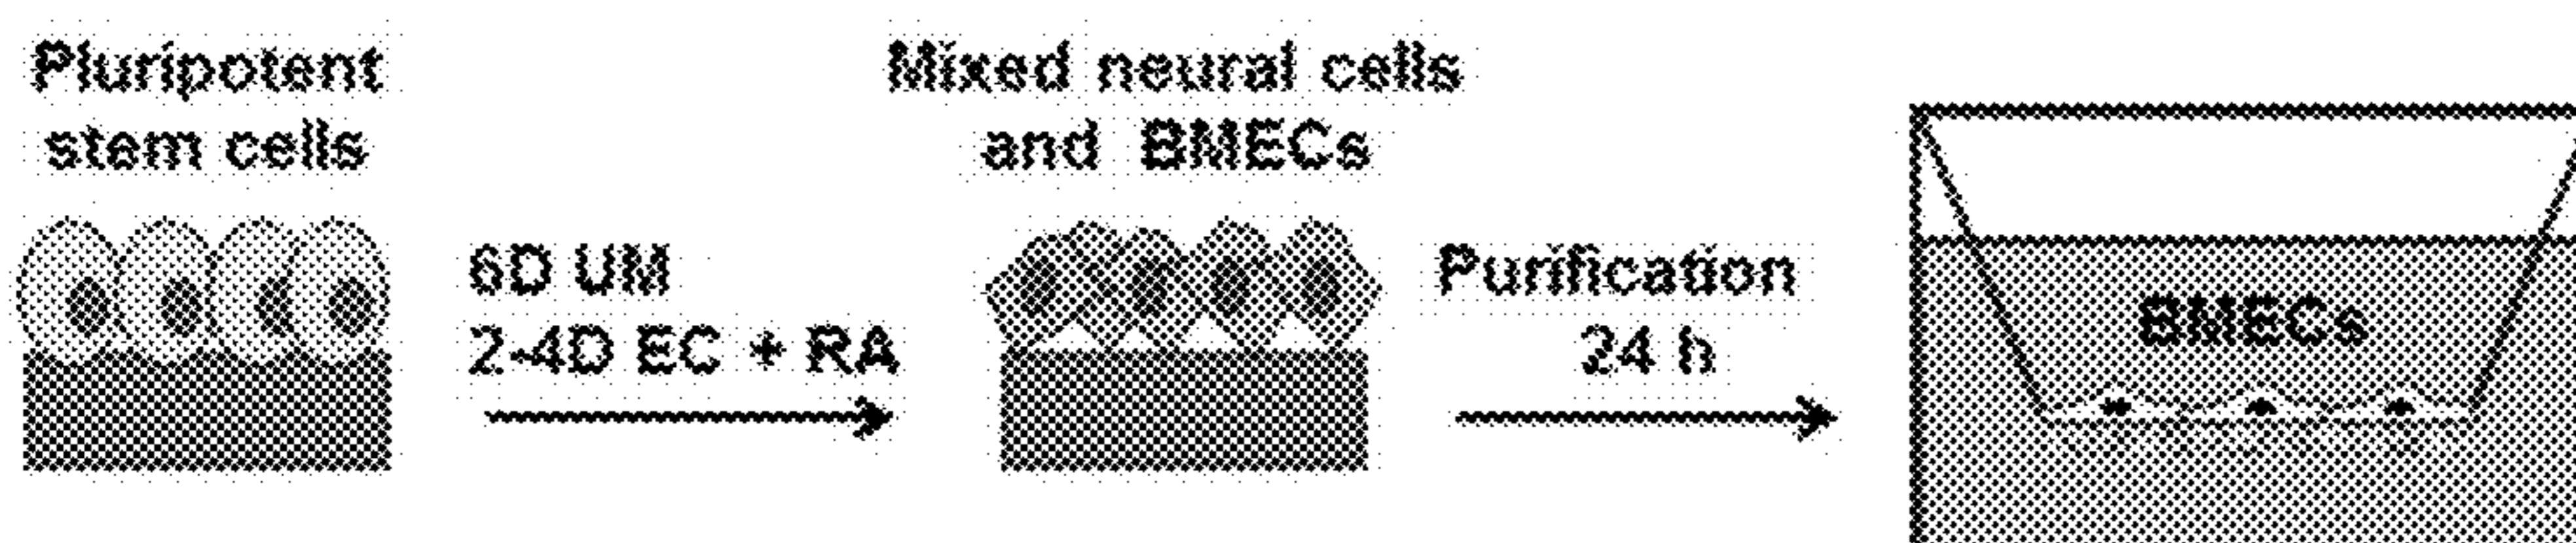 Pluripotent
stem cells
6D UM
2-4D EC + RA
Mixed neural cells
and BMECs
Purification
24 h
BMECs